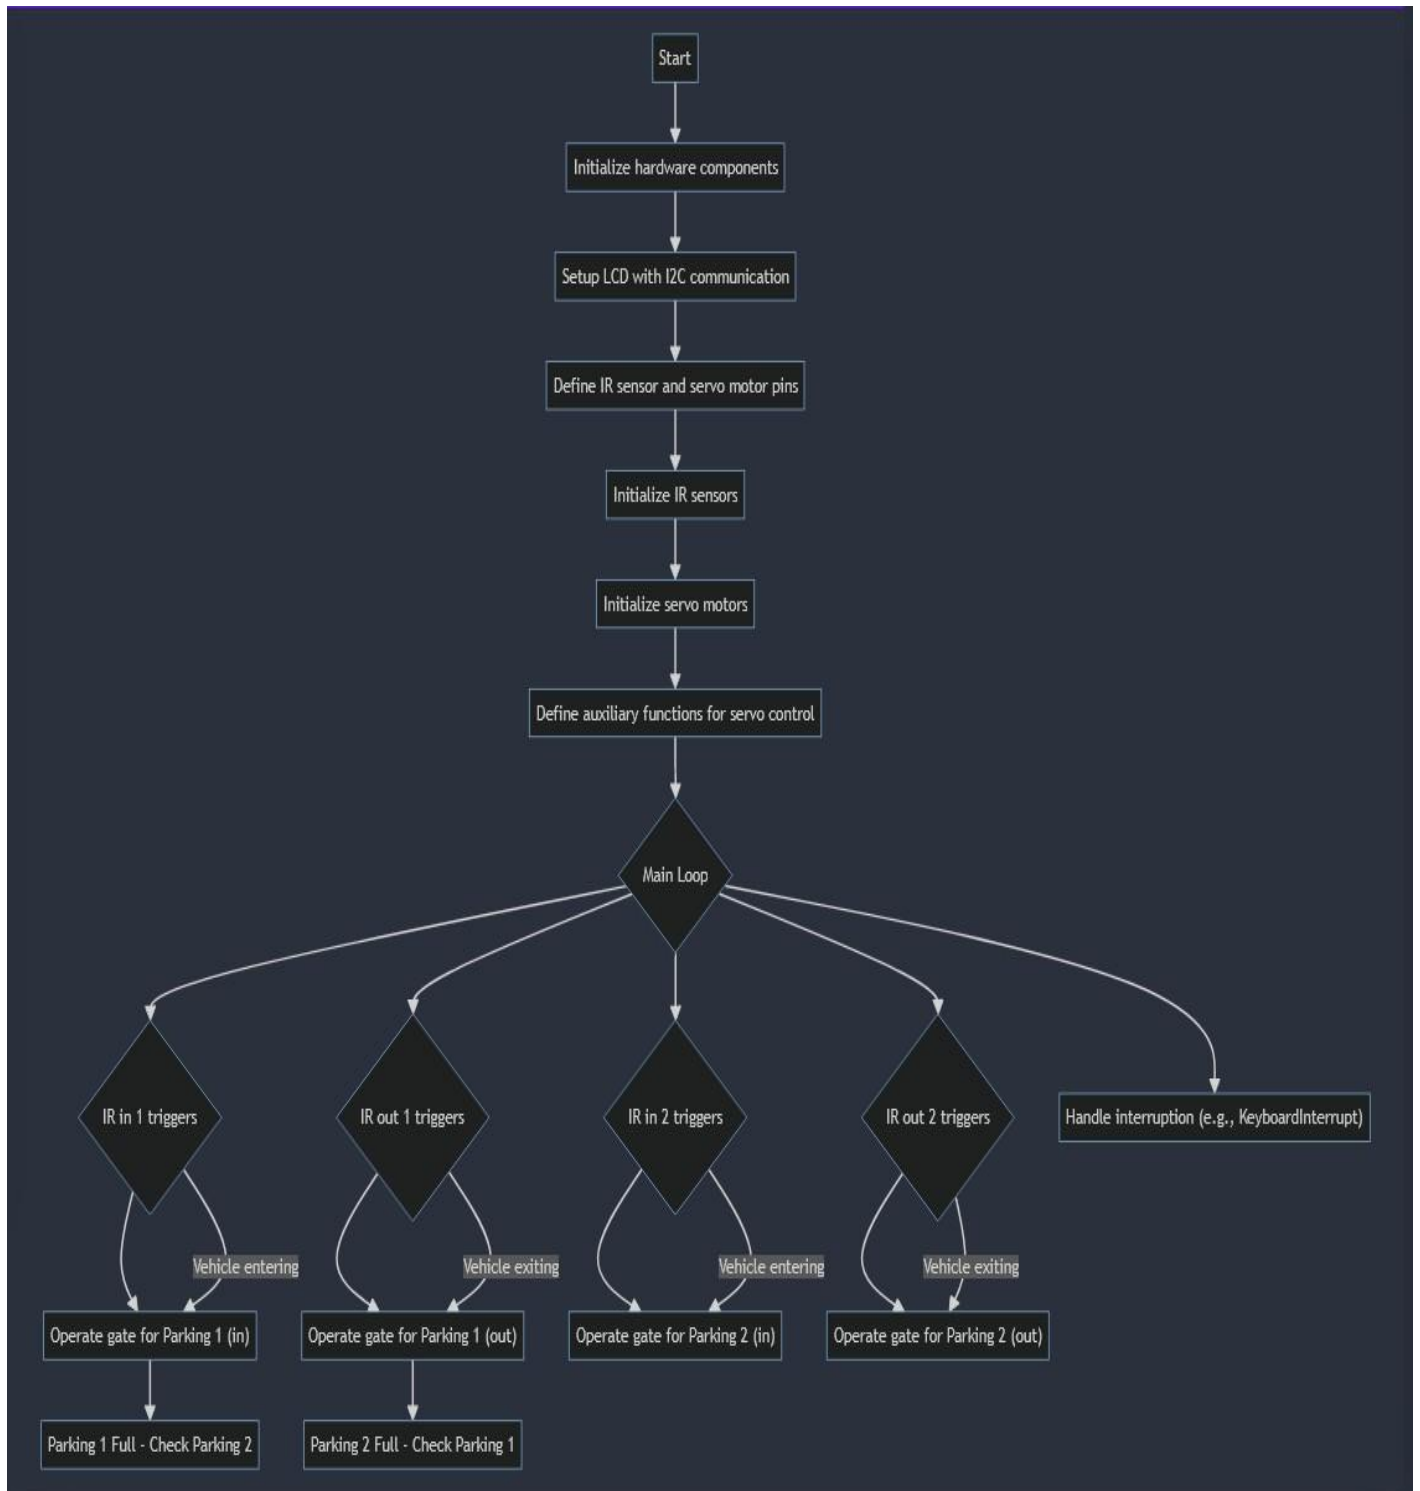 Start
Initialize hardware components
Setup LCD with I2C communication
Define IR sensor and servo motor pins
Initialize IR sensors
Initialize servo motors
Define auxiliary functions for servo control
Main Loop
IR in 1 triggers
IR out 1 triggers
IR in 2 triggers
IR out 2 triggers
Handle interruption (e.g., KeyboardInterrupt)
Vehicle entering
Vehicle exiting
Vehicle entering
Vehicle exiting
Operate gate for Parking 1 (in)
Operate gate for Parking 1 (out)
Operate gate for Parking 2 (in)
Operate gate for Parking 2 (out)
Parking 1 Full - Check Parking 2
Parking 2 Full - Check Parking 1